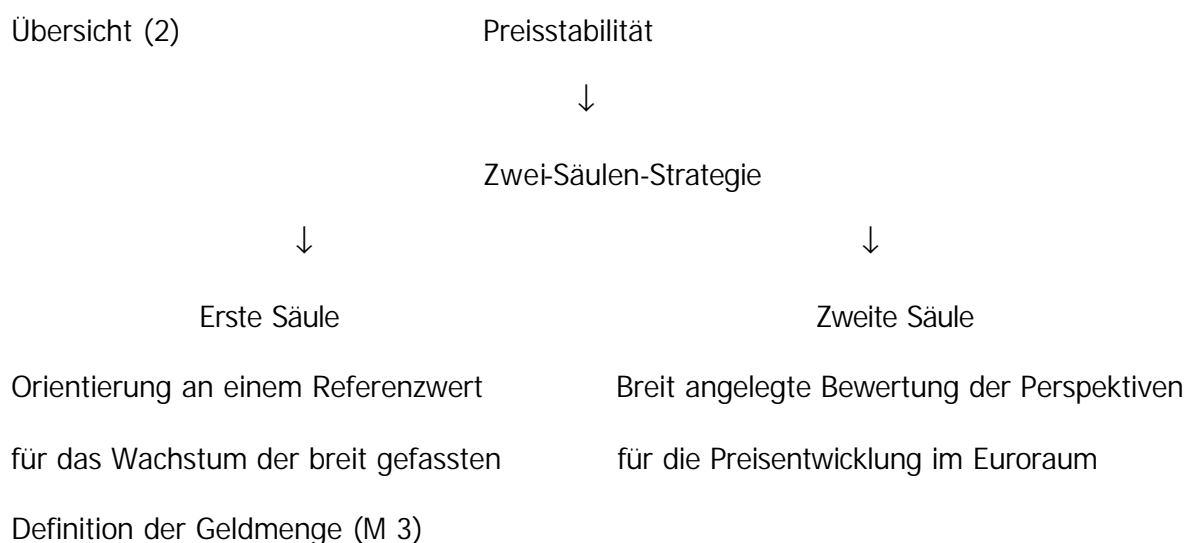 Übersicht (2) Preisstabilität
↓
Zwei-Säulen-Strategie
↓ ↓
Erste Säule Zweite Säule
Orientierung an einem Referenzwert Breit angelegte Bewertung der Perspektiven
für das Wachstum der breit gefassten für die Preisentwicklung im Euroraum
Definition der Geldmenge (M 3)